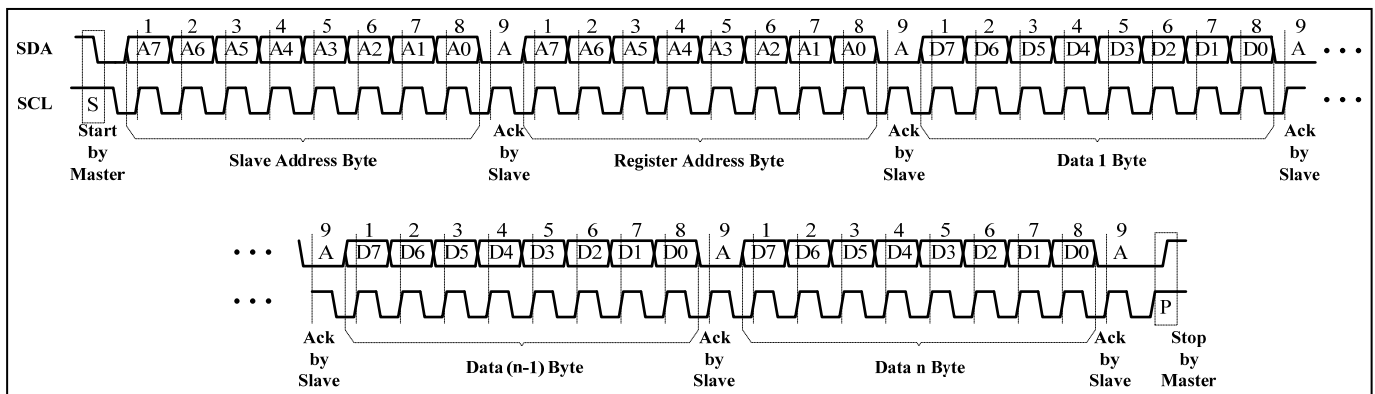 1 2 3 4 5 6 7 8 9 1 2 3 4 5 6 7 8 9 1 2 3 4 5 6 7 8 9
SDA A7 A6 A5 A4 A3 A2 A1 A0 A A7 A6 A5 A4 A3 A2 A1 A0 A D7 D6 D5 D4 D3 D2 D1 D0 A • • •
SCL S • • •
Start by Master
Slave Address Byte
Ack by Slave
Register Address Byte
Ack by Slave
Data 1 Byte
Ack by Slave
9 1 2 3 4 5 6 7 8 9 1 2 3 4 5 6 7 8 9
• • • A D7 D6 D5 D4 D3 D2 D1 D0 A D7 D6 D5 D4 D3 D2 D1 D0 A
• • • P
Ack by Slave
Data (n-1) Byte
Ack by Slave
Data n Byte
Ack by Slave
Stop by Master